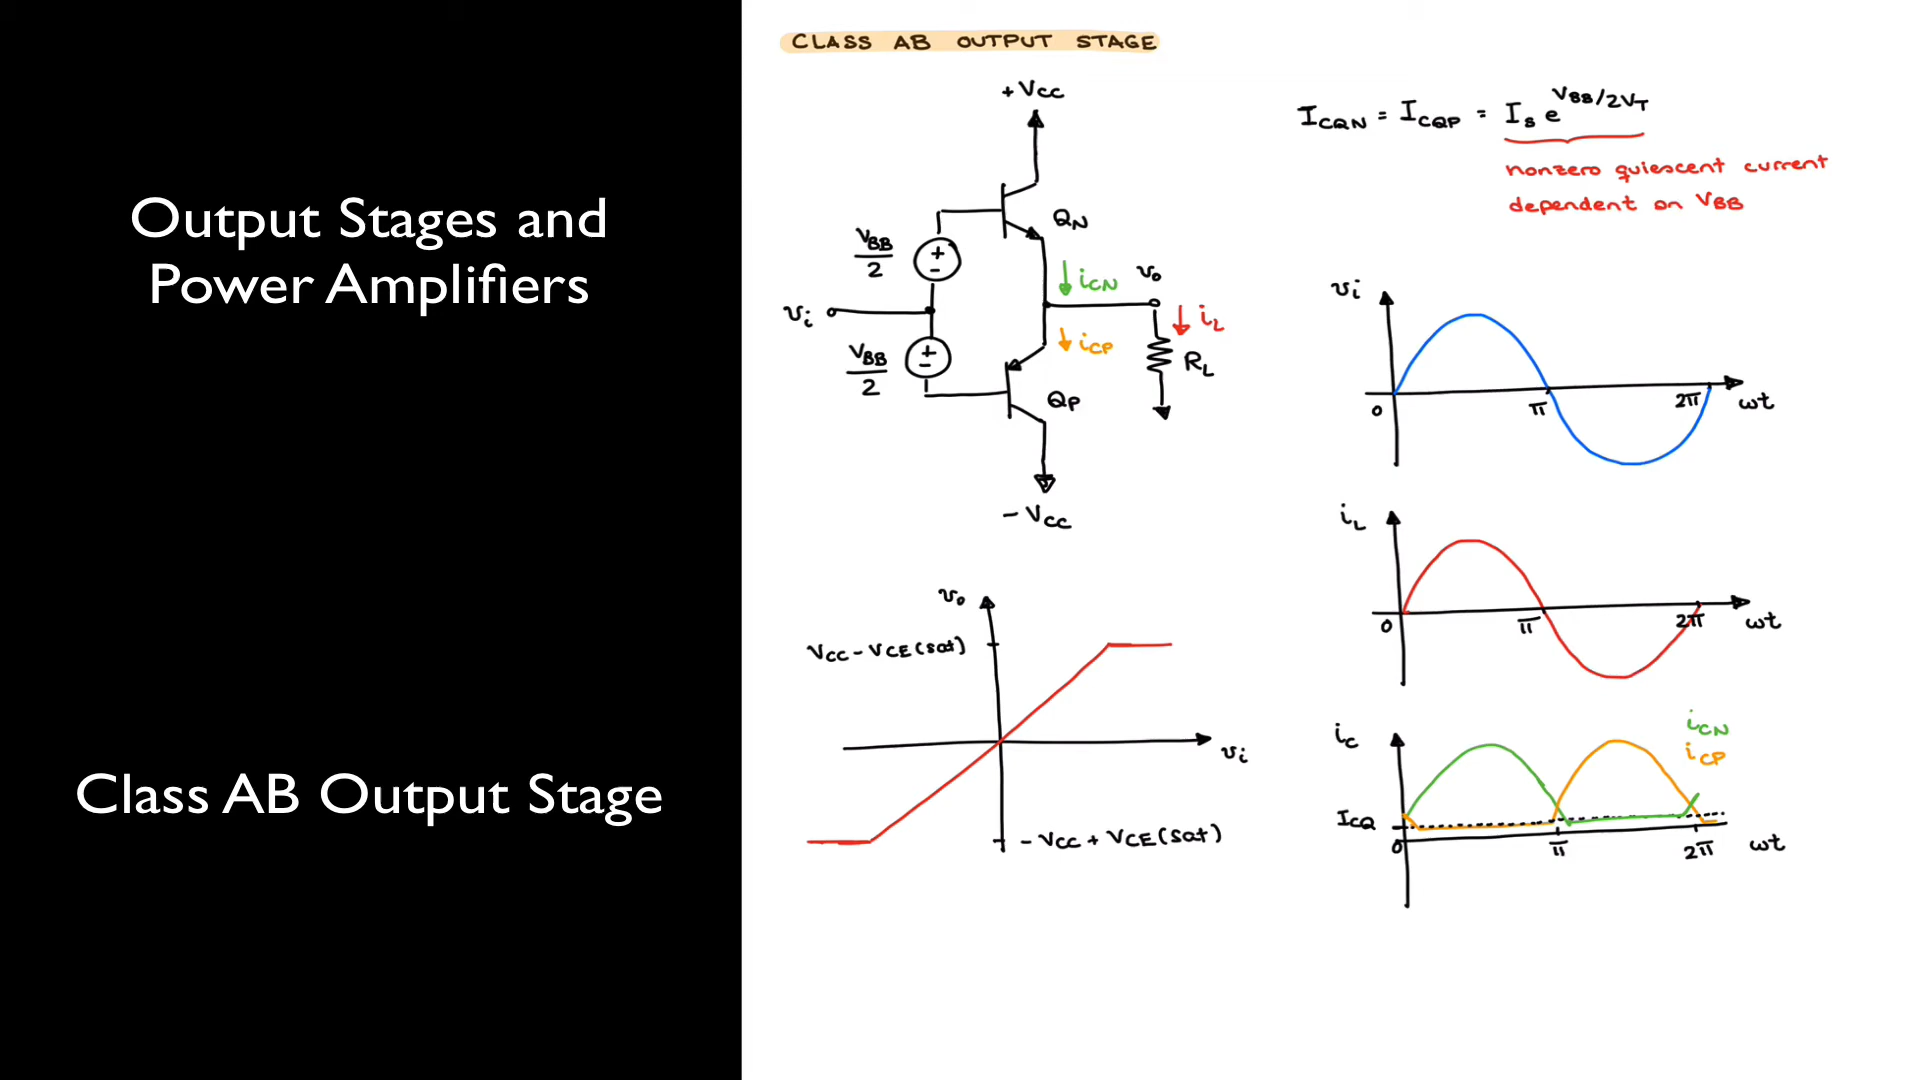 Output Stages and
Power Amplifiers
Class AB Output Stage
CLASS AB OUTPUT STAGE
+VCC
QN
VBB
2
+
-
iCN
vo
vi
iL
iCP
RL
VBB
2
+
-
QP
-VCC
vo
VCC - VCE(sat)
vi
-VCC + VCE(sat)
ICQN = ICQP = Is e^VBB/2VT
nonzero quiescent current
dependent on VBB
vi
0
π
2π
ωt
iL
0
π
2π
ωt
iC
iCN
iCP
ICQ
0
π
2π
ωt